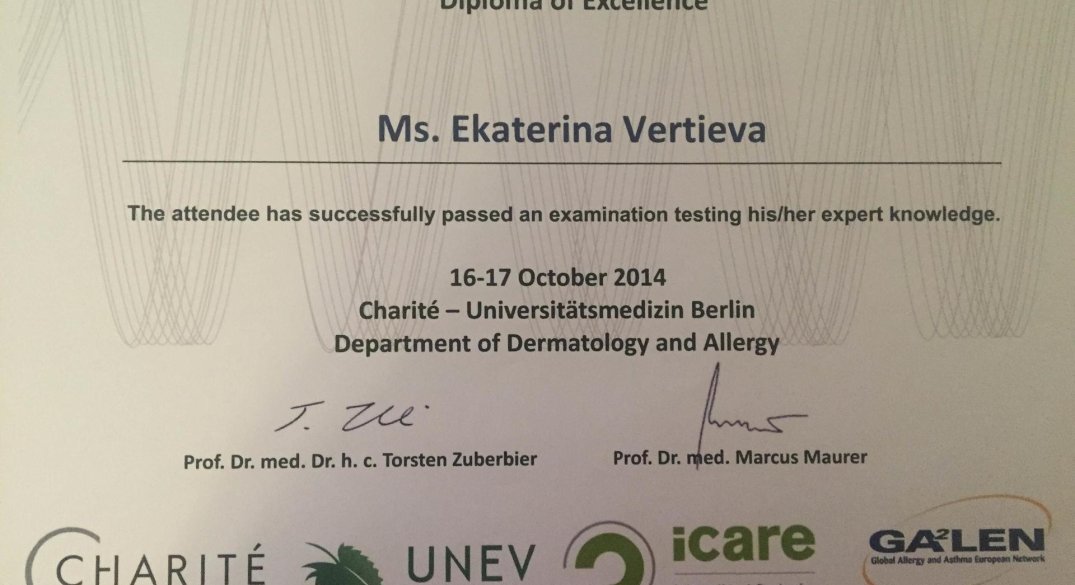 Diploma of Excellence
Ms. Ekaterina Vertieva
The attendee has successfully passed an examination testing his/her expert knowledge.
16-17 October 2014
Charité – Universitätsmedizin Berlin
Department of Dermatology and Allergy
Prof. Dr. med. Dr. h. c. Torsten Zuberbier
Prof. Dr. med. Marcus Maurer
CHARITÉ
UNEV
icare
GA²LEN
Global Allergy and Asthma European Network